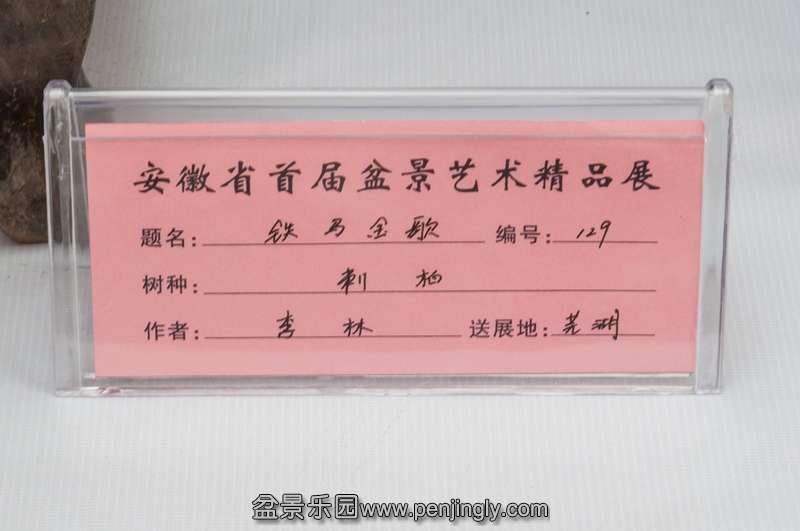 安徽省首届盆景艺术精品展
题名：铁马金歌 编号：129
树种：刺柏
作者：李林 送展地：芜湖
盆景乐园www.penjingly.com